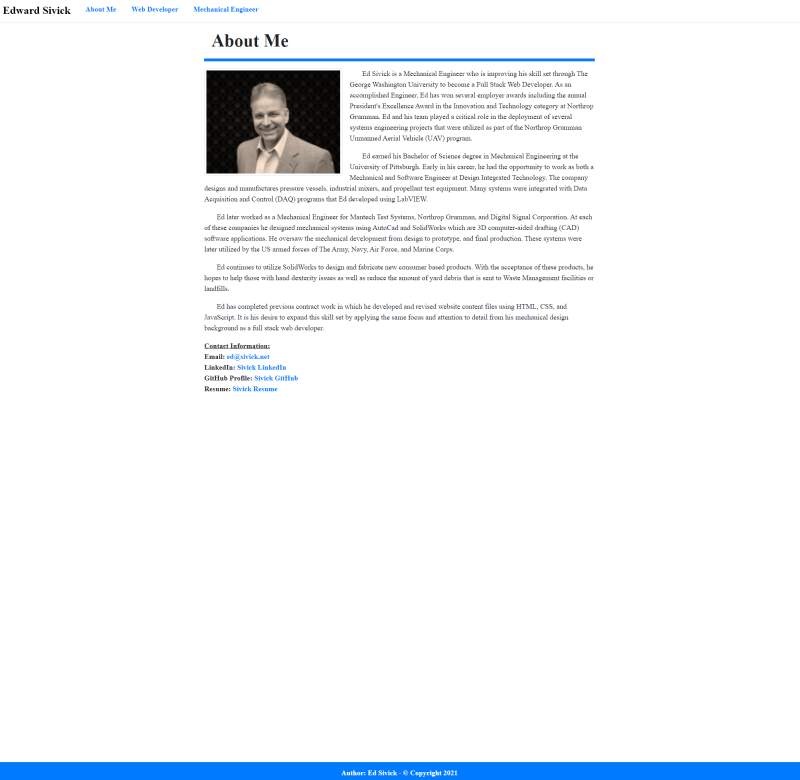 Edward Sivick
About Me
Web Developer
Mechanical Engineer
About Me
Ed Sivick is a Mechanical Engineer who is improving his skill set through The
George Washington University to become a Full Stack Web Developer. As an
accomplished Engineer, Ed has won several employer awards including the annual
President's Excellence Award in the Innovation and Technology category at Northrop
Grumman. Ed and his team played a critical role in the deployment of several
systems engineering projects that were utilized as part of the Northrop Grumman
Unmanned Aerial Vehicle (UAV) program.
Ed earned his Bachelor of Science degree in Mechanical Engineering at the
University of Pittsburgh. Early in his career, he had the opportunity to work as both a
Mechanical and Software Engineer at Design Integrated Technology. The company
designs and manufactures pressure vessels, industrial mixers, and propellant test equipment. Many systems were integrated with Data
Acquisition and Control (DAQ) programs that Ed developed using LabVIEW.
Ed later worked as a Mechanical Engineer for Mantech Test Systems, Northrop Grumman, and Digital Signal Corporation. At each
of these companies he designed mechanical systems using AutoCad and SolidWorks which are 3D computer-aided drafting (CAD)
software applications. He oversaw the mechanical development from design to prototype, and final production. These systems were
later utilized by the US armed forces of The Army, Navy, Air Force, and Marine Corps.
Ed continues to utilize SolidWorks to design and fabricate new consumer based products. With the acceptance of these products, he
hopes to help those with hand dexterity issues as well as reduce the amount of yard debris that is sent to Waste Management facilities or
landfills.
Ed has completed previous contract work in which he developed and revised website content files using HTML, CSS, and
JavaScript. It is his desire to expand this skill set by applying the same focus and attention to detail from his mechanical design
background as a full stack web developer.
Contact Information:
Email: ed@sivick.net
LinkedIn: Sivick LinkedIn
GitHub Profile: Sivick GitHub
Resume: Sivick Resume
Author: Ed Sivick - © Copyright 2021